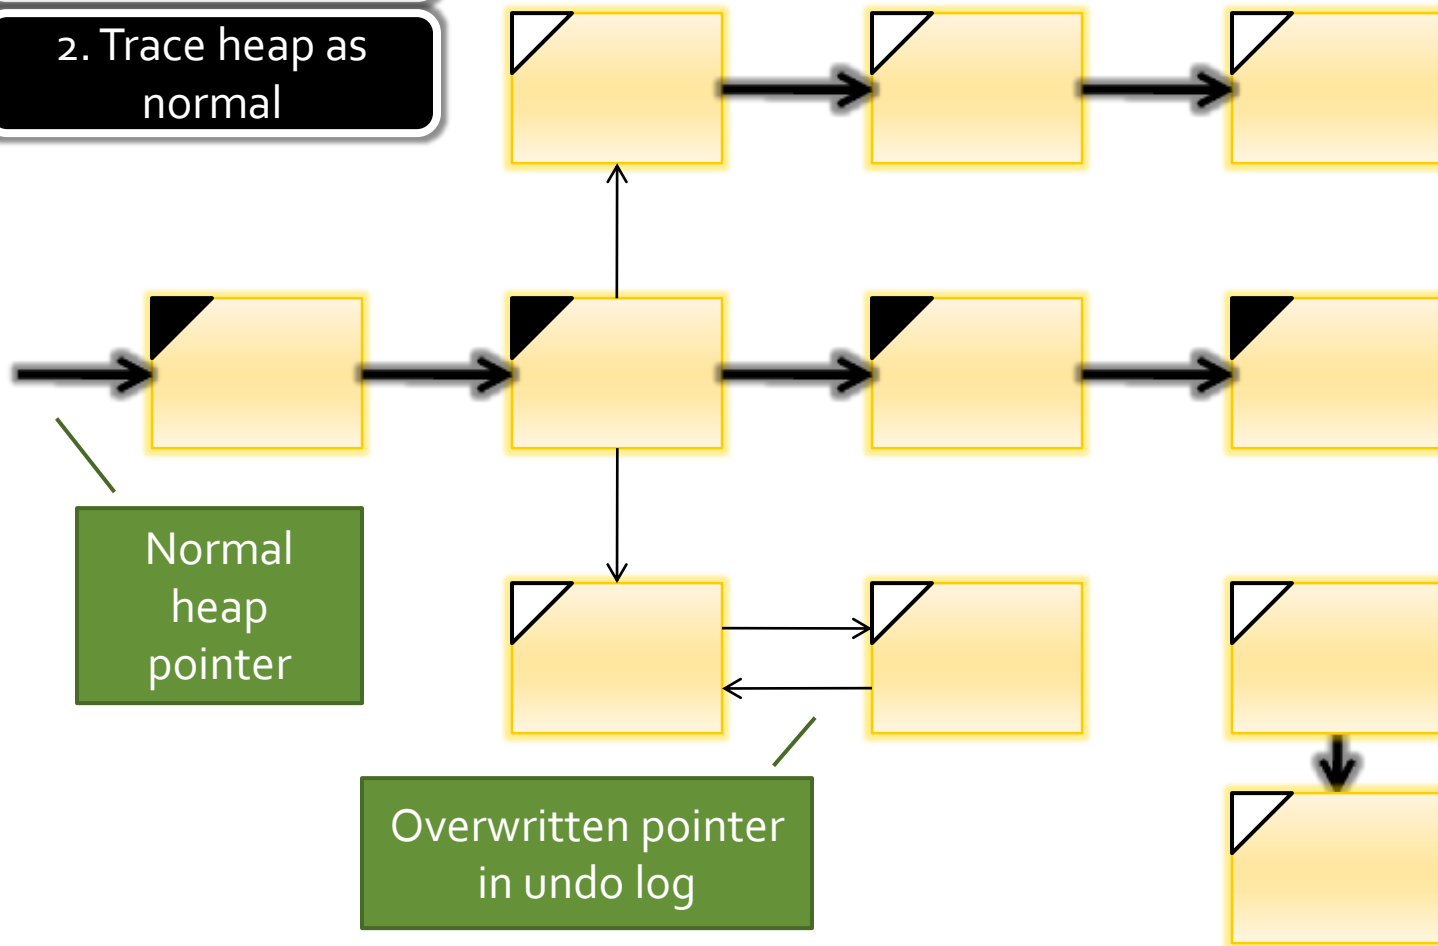 2. Trace heap as
normal
Normal
heap
pointer
Overwritten pointer
in undo log